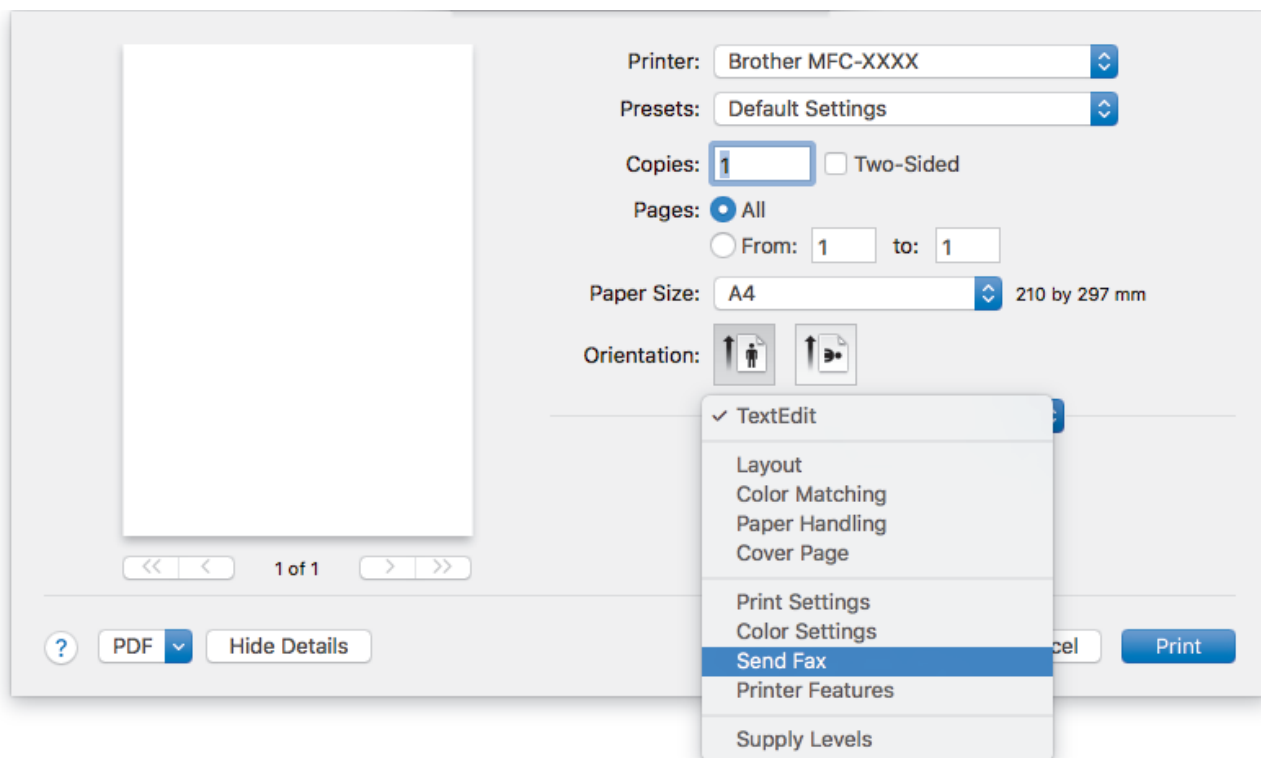 Printer: Brother MFC-XXXX
Presets: Default Settings
Copies: 1 Two-Sided
Pages: All
From: 1 to: 1
Paper Size: A4 210 by 297 mm
Orientation:
✓ TextEdit
Layout
Color Matching
Paper Handling
Cover Page
<< < 1 of 1 > >>
Print Settings
Color Settings
Send Fax
Printer Features
Supply Levels
? PDF Hide Details cel Print